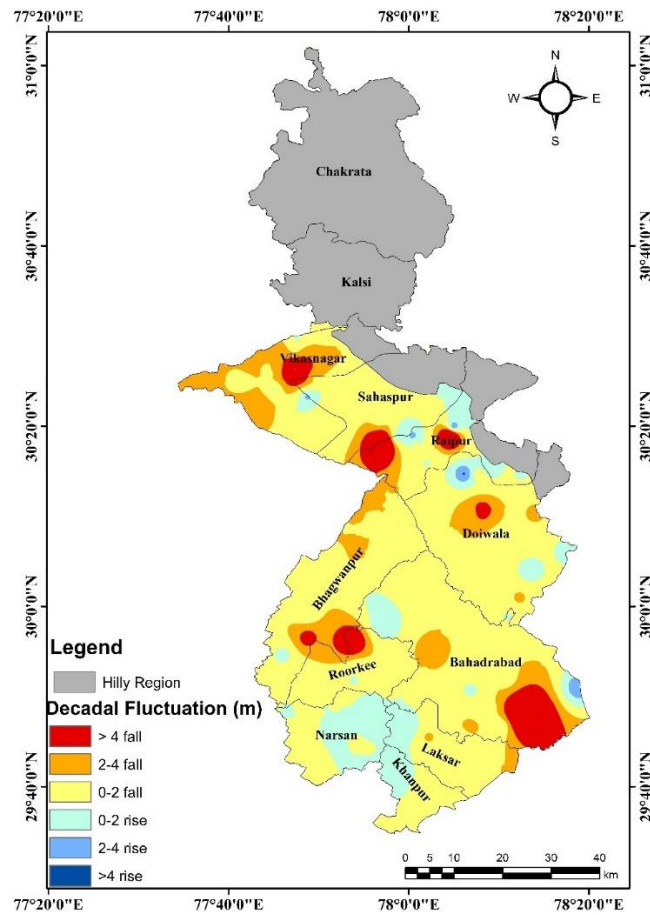 77°20'0"E 77°40'0"E 78°0'0"E 78°20'0"E
31°0'0"N
31°0'0"N
N
W E
S
Chakrata
30°40'0"N
30°40'0"N
Kalsi
Vikasnagar
Sahaspur
30°20'0"N
30°20'0"N
Raipur
Doiwala
Bhagwanpur
30°0'0"N
30°0'0"N
Roorkee
Bahadrabad
Narsan
Laksar
Khanpur
29°40'0"N
29°40'0"N
Legend
Hilly Region
Decadal Fluctuation (m)
> 4 fall
2-4 fall
0-2 fall
0-2 rise
2-4 rise
>4 rise
0 5 10 20 30 40
km
77°20'0"E 77°40'0"E 78°0'0"E 78°20'0"E